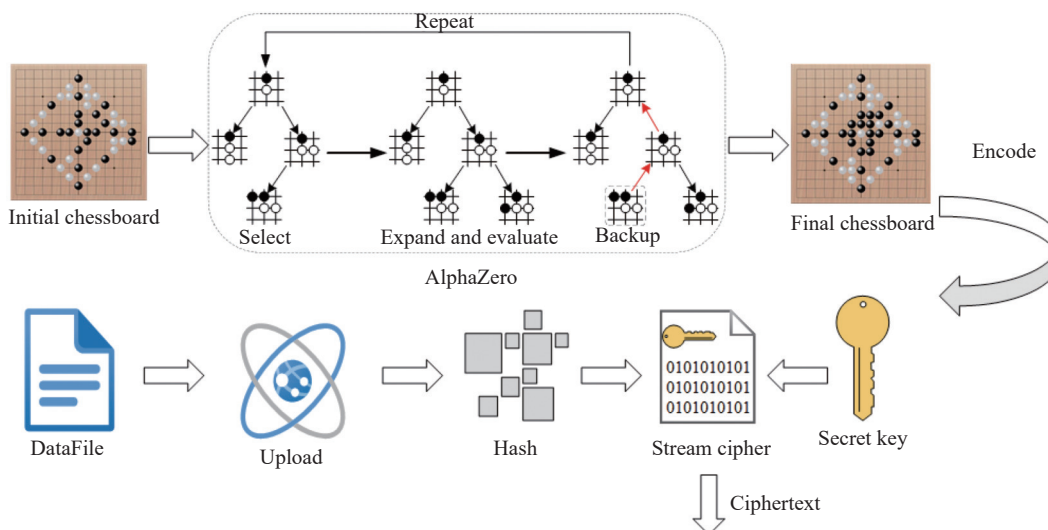 Repeat
Encode
Initial chessboard
Select
Expand and evaluate
Backup
Final chessboard
AlphaZero
0101010101
0101010101
0101010101
DataFile
Upload
Hash
Stream cipher
Secret key
Ciphertext